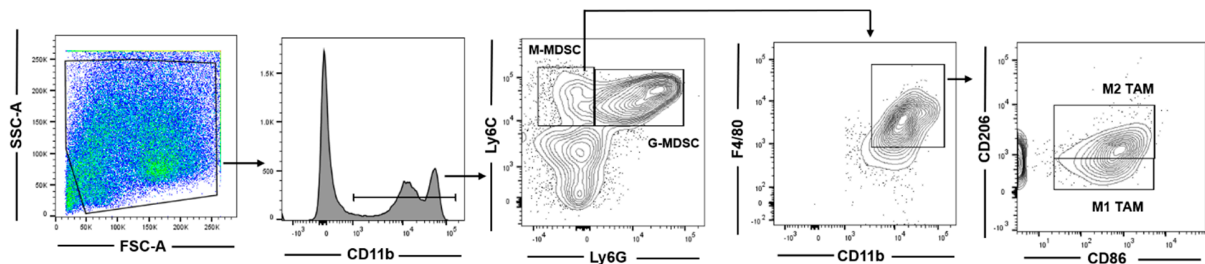 SSC-A
250K
200K
150K
100K
50K
0
0
50K
100K
150K
200K
250K
FSC-A
1.5K
1.0K
500
0
-10³
0
10³
10⁴
10⁵
CD11b
M-MDSC
G-MDSC
Ly6C
10⁵
10⁴
10³
0
-10⁴
0
10⁴
10⁵
Ly6G
F4/80
10⁵
10⁴
10³
10²
0
-10²
-10³
0
10³
10⁴
10⁵
CD11b
M2 TAM
M1 TAM
CD206
10⁵
10⁴
10³
0
10¹
10²
10³
10⁴
CD86